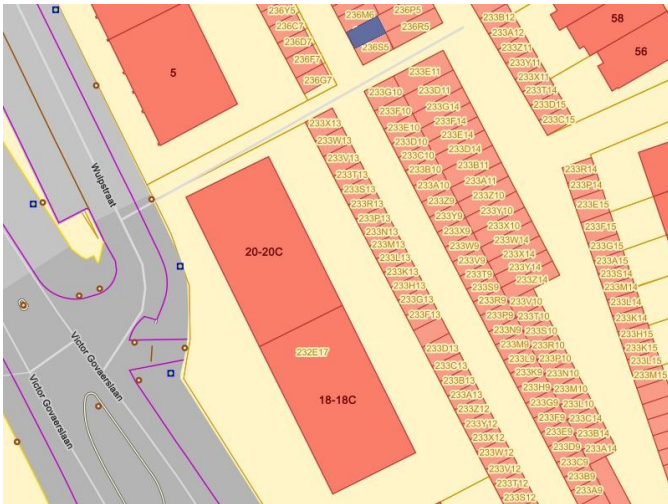 236Y5
236C7
236D7
236F7
236G7
236M6
236P5
236R5
236S5
233B12
233A12
233Z11
233Y11
233X11
233T14
233D15
233C15
58
56
5
Wulpstraat
233X13
233W13
233V13
233T13
233S13
233R13
233P13
233N13
233M13
233L13
233K13
233H13
233G13
233F13
233D13
233C13
233B13
233A13
233Z12
233Y12
233X12
233W12
233V12
233T12
233S12
233G10
233F10
233E10
233D10
233C10
233B10
233A10
233Z9
233Y9
233X9
233W9
233V9
233T9
233S9
233R9
233P9
233N9
233M9
233L9
233K9
233H9
233G9
233F9
233E9
233D9
233C9
233B9
233A9
233E11
233D11
233G14
233F14
233E14
233D14
233B11
233A11
233Z10
233Y10
233X10
233W14
233X14
233Y14
233Z14
233V10
233T10
233S10
233R10
233P10
233N10
233M10
233L10
233C14
233B14
233A14
233R14
233P14
233E15
233F15
233G15
233A15
233S14
233M14
233L14
233K14
233H15
233K15
233L15
233M15
20-20C
232E17
18-18C
Victor Govaerslaan
Victor Govaerslaan